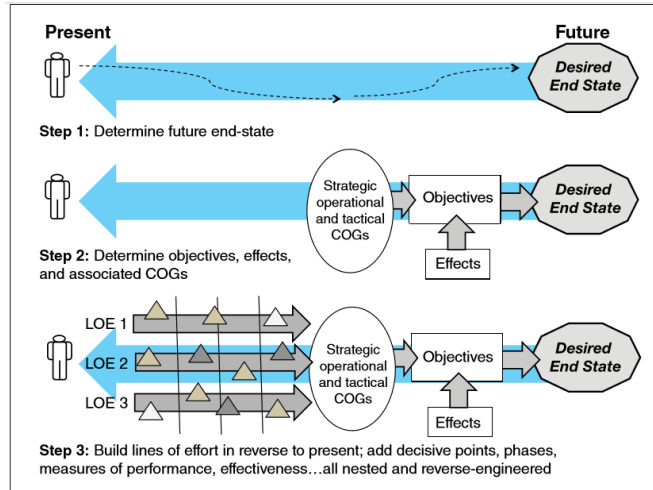 Present
Future
Desired
End State
Step 1: Determine future end-state
Strategic
operational
and tactical
COGs
Objectives
Desired
End State
Effects
Step 2: Determine objectives, effects,
and associated COGs
LOE 1
LOE 2
LOE 3
Strategic
operational
and tactical
COGs
Objectives
Desired
End State
Effects
Step 3: Build lines of effort in reverse to present; add decisive points, phases,
measures of performance, effectiveness...all nested and reverse-engineered